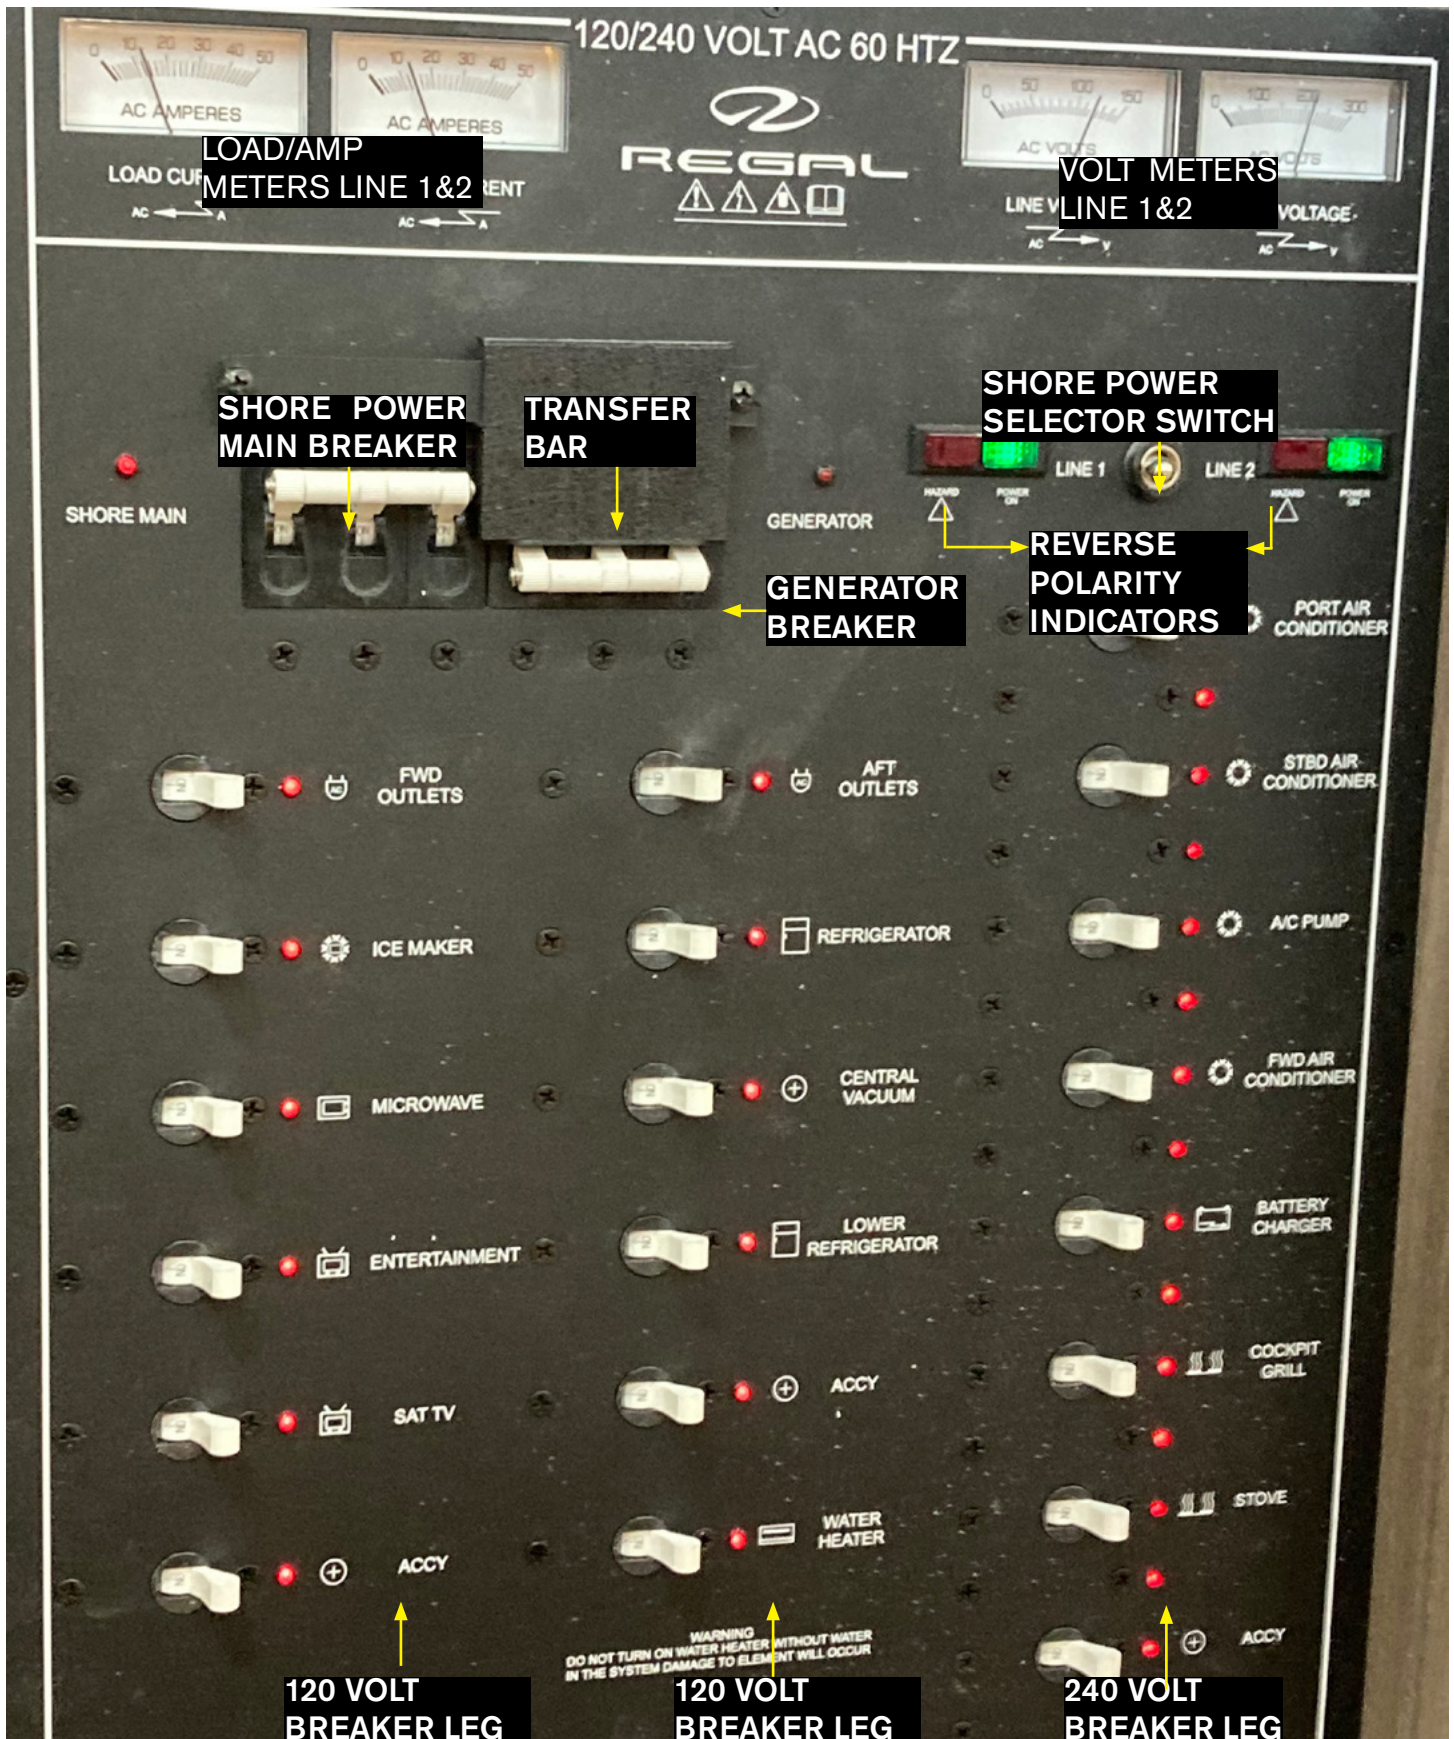 120/240 VOLT AC 60 HTZ
0 10 20 30 40 50
AC AMPERES
0 10 20 30 40 50
AC AMPERES
0 50 100 150
AC VOLTS
0 100 200 300
AC VOLTS
REGAL
LOAD/AMP
METERS LINE 1&2
VOLT METERS
LINE 1&2
LOAD
LINE
VOLTAGE
AC A
AC A
AC V
AC V
SHORE POWER
MAIN BREAKER
TRANSFER
BAR
SHORE POWER
SELECTOR SWITCH
SHORE MAIN
GENERATOR
LINE 1
LINE 2
HAZARD
POWER
ON
HAZARD
POWER
ON
REVERSE
POLARITY
INDICATORS
GENERATOR
BREAKER
PORT AIR
CONDITIONER
FWD
OUTLETS
AC
AFT
OUTLETS
AC
STBD AIR
CONDITIONER
ICE MAKER
REFRIGERATOR
A/C PUMP
MICROWAVE
CENTRAL
VACUUM
FWD AIR
CONDITIONER
ENTERTAINMENT
LOWER
REFRIGERATOR
BATTERY
CHARGER
SAT TV
ACCY
COCKPIT
GRILL
ACCY
WATER
HEATER
STOVE
WARNING
DO NOT TURN ON WATER HEATER WITHOUT WATER
IN THE SYSTEM DAMAGE TO ELEMENT WILL OCCUR
ACCY
120 VOLT
BREAKER LEG
120 VOLT
BREAKER LEG
240 VOLT
BREAKER LEG